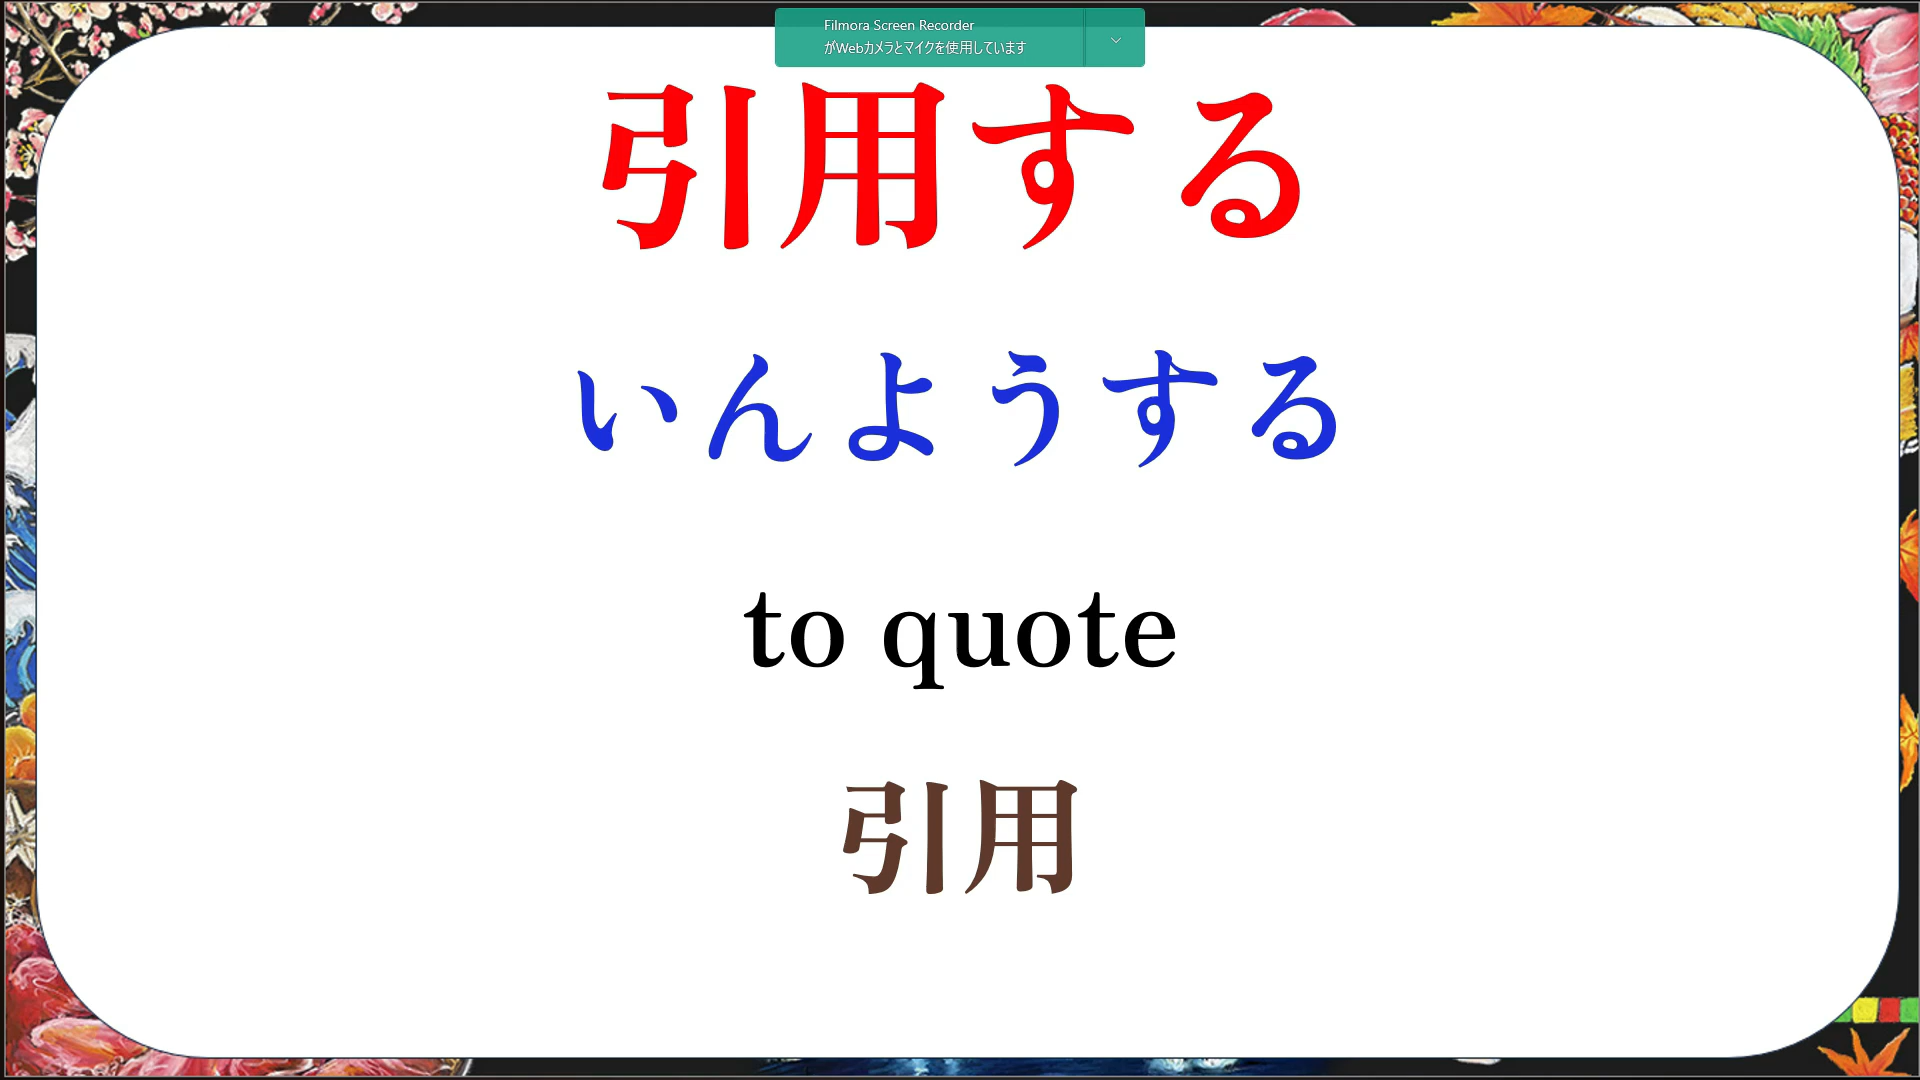 Filmora Screen Recorder
がWebカメラとマイクを使用しています
引用する
いんようする
to quote
引用